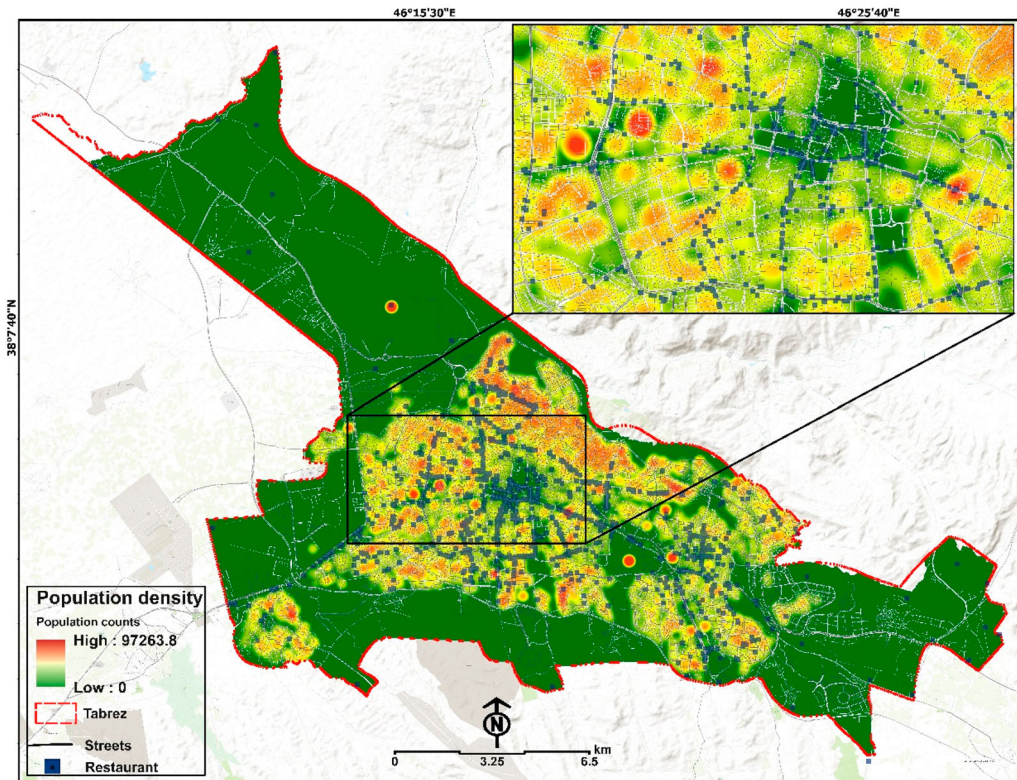 46°15'30"E
46°25'40"E
38°7'40"N
Population density
Population counts
High : 97263.8
Low : 0
Tabrez
Streets
Restaurant
N
km
0
3.25
6.5